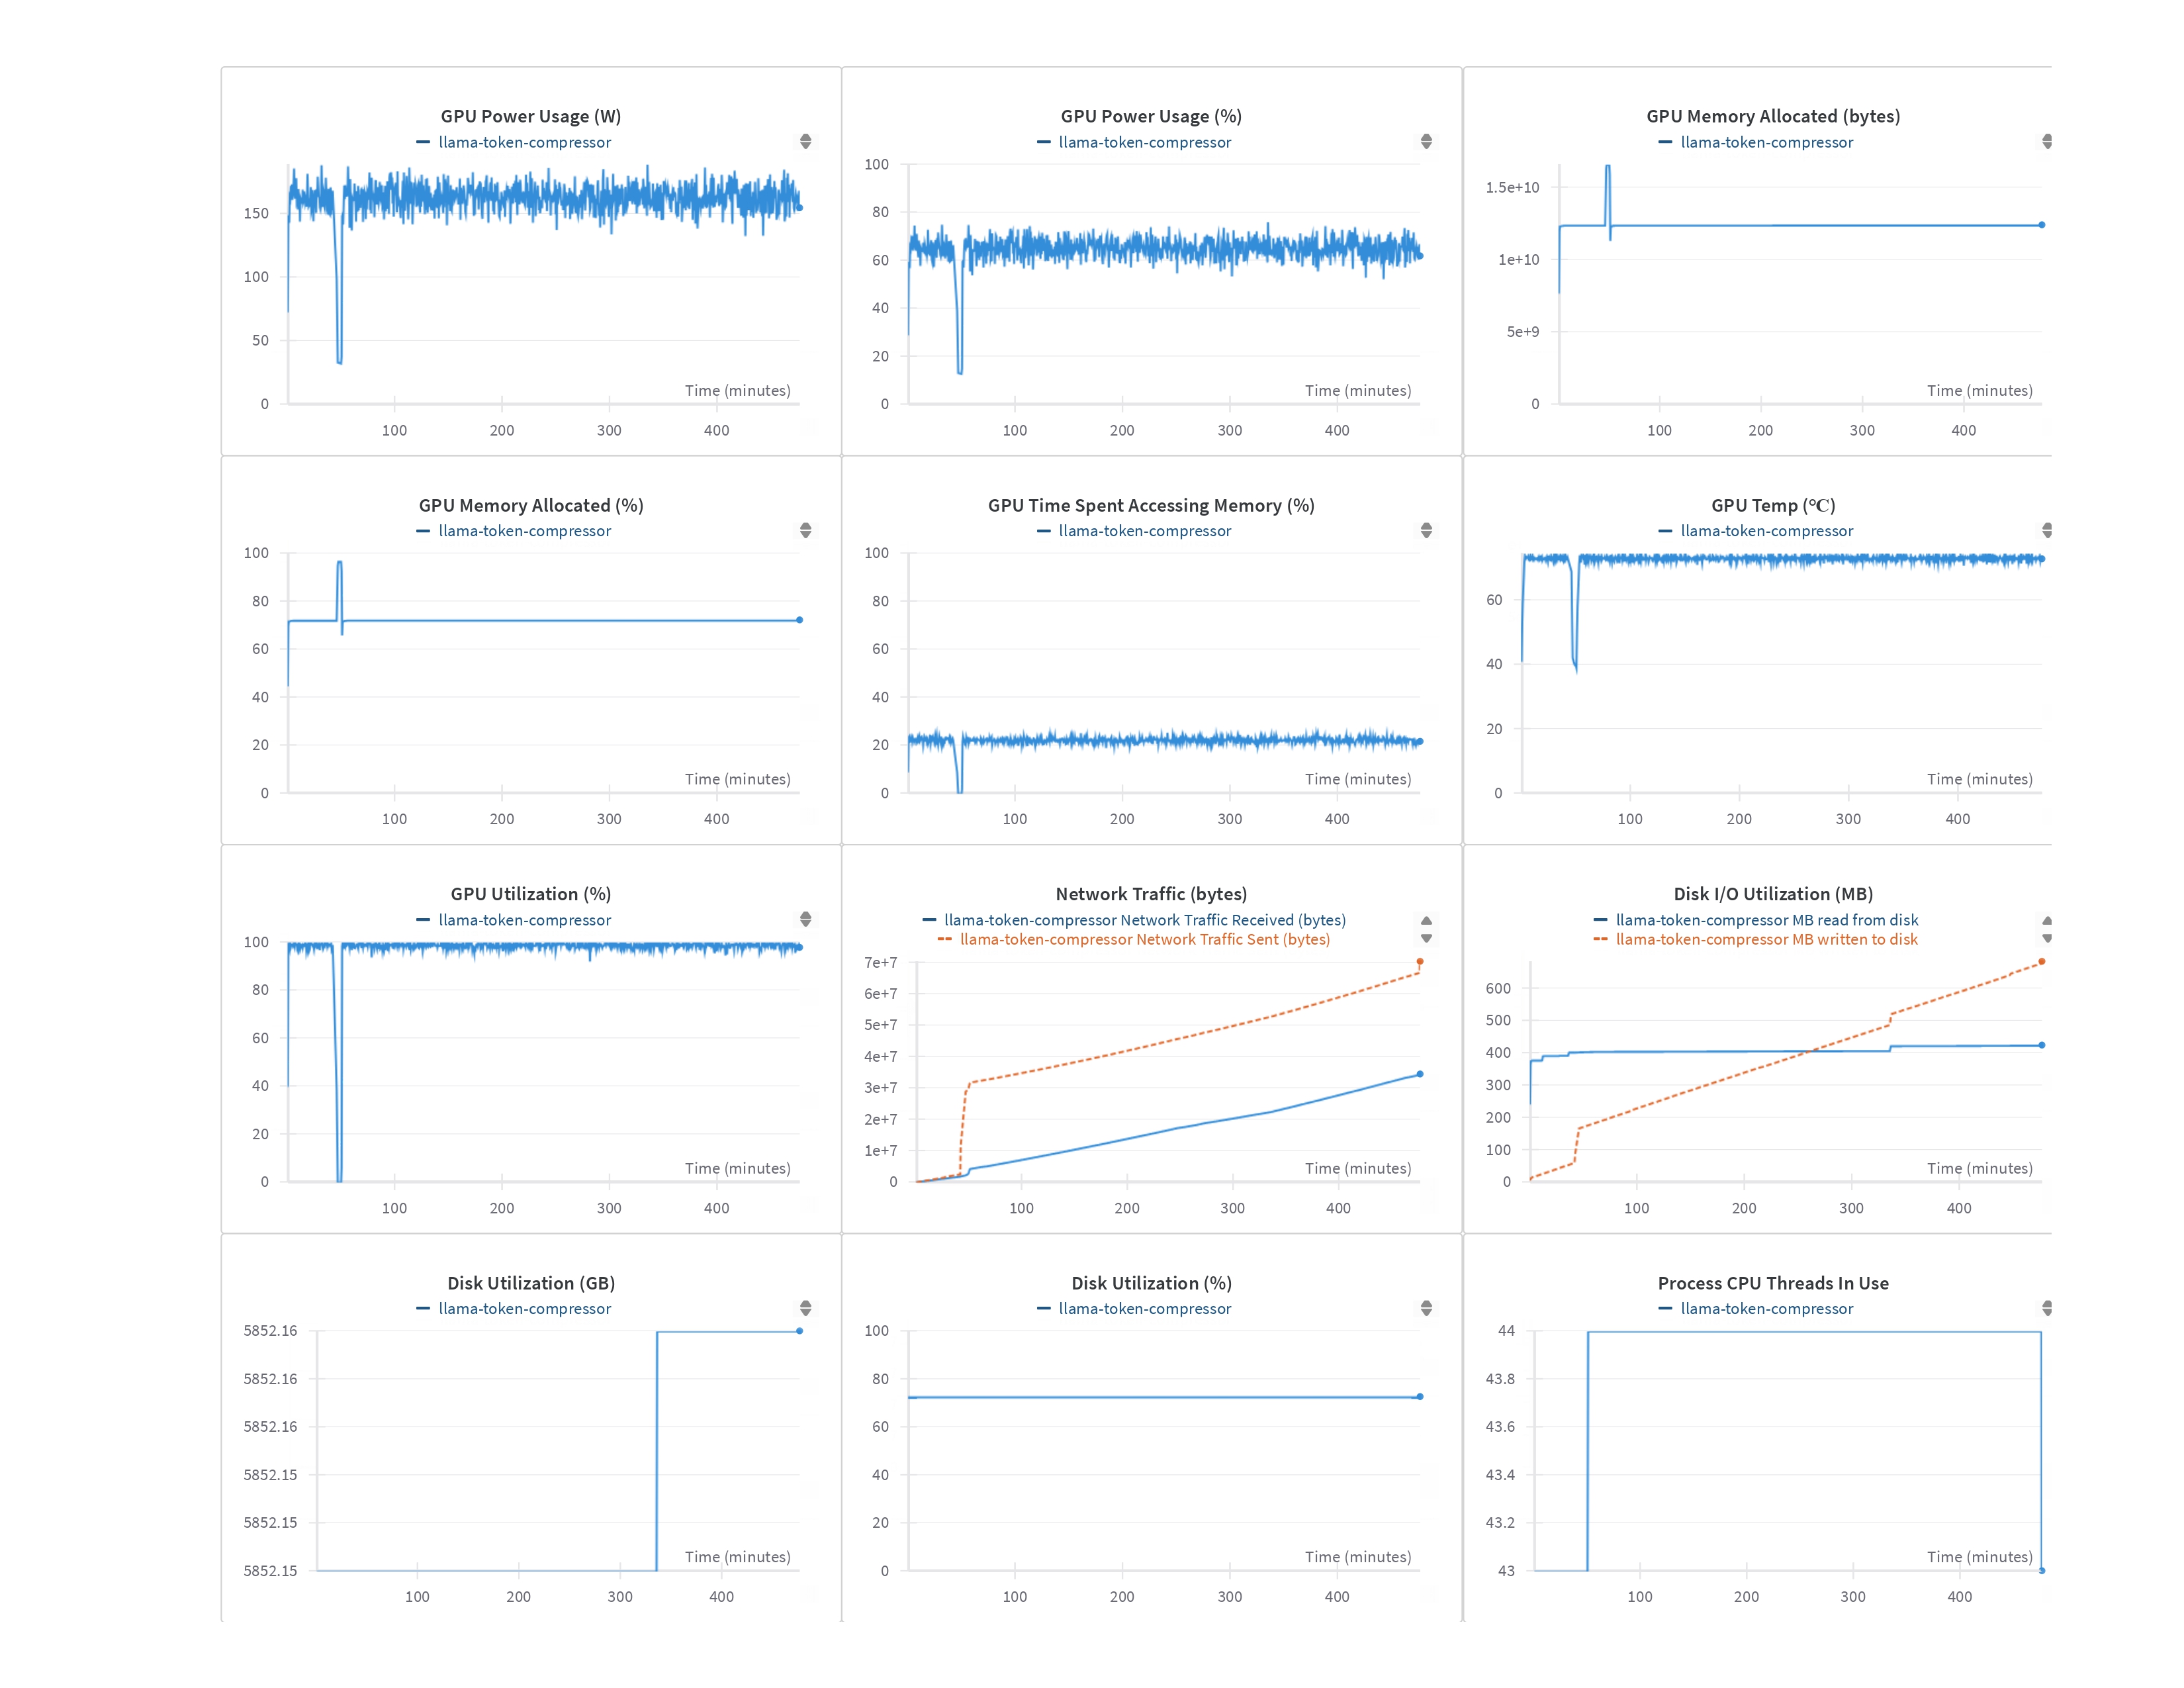 GPU Power Usage (W)
llama-token-compressor
150
100
50
0
Time (minutes)
100 200 300 400
GPU Power Usage (%)
llama-token-compressor
100
80
60
40
20
0
Time (minutes)
100 200 300 400
GPU Memory Allocated (bytes)
llama-token-compressor
1.5e+10
1e+10
5e+9
0
Time (minutes)
100 200 300 400
GPU Memory Allocated (%)
llama-token-compressor
100
80
60
40
20
0
Time (minutes)
100 200 300 400
GPU Time Spent Accessing Memory (%)
llama-token-compressor
100
80
60
40
20
0
Time (minutes)
100 200 300 400
GPU Temp (℃)
llama-token-compressor
60
40
20
0
Time (minutes)
100 200 300 400
GPU Utilization (%)
llama-token-compressor
100
80
60
40
20
0
Time (minutes)
100 200 300 400
Network Traffic (bytes)
llama-token-compressor Network Traffic Received (bytes)
llama-token-compressor Network Traffic Sent (bytes)
7e+7
6e+7
5e+7
4e+7
3e+7
2e+7
1e+7
0
Time (minutes)
100 200 300 400
Disk I/O Utilization (MB)
llama-token-compressor MB read from disk
llama-token-compressor MB written to disk
600
500
400
300
200
100
0
Time (minutes)
100 200 300 400
Disk Utilization (GB)
llama-token-compressor
5852.16
5852.16
5852.16
5852.15
5852.15
5852.15
Time (minutes)
100 200 300 400
Disk Utilization (%)
llama-token-compressor
100
80
60
40
20
0
Time (minutes)
100 200 300 400
Process CPU Threads In Use
llama-token-compressor
44
43.8
43.6
43.4
43.2
43
Time (minutes)
100 200 300 400